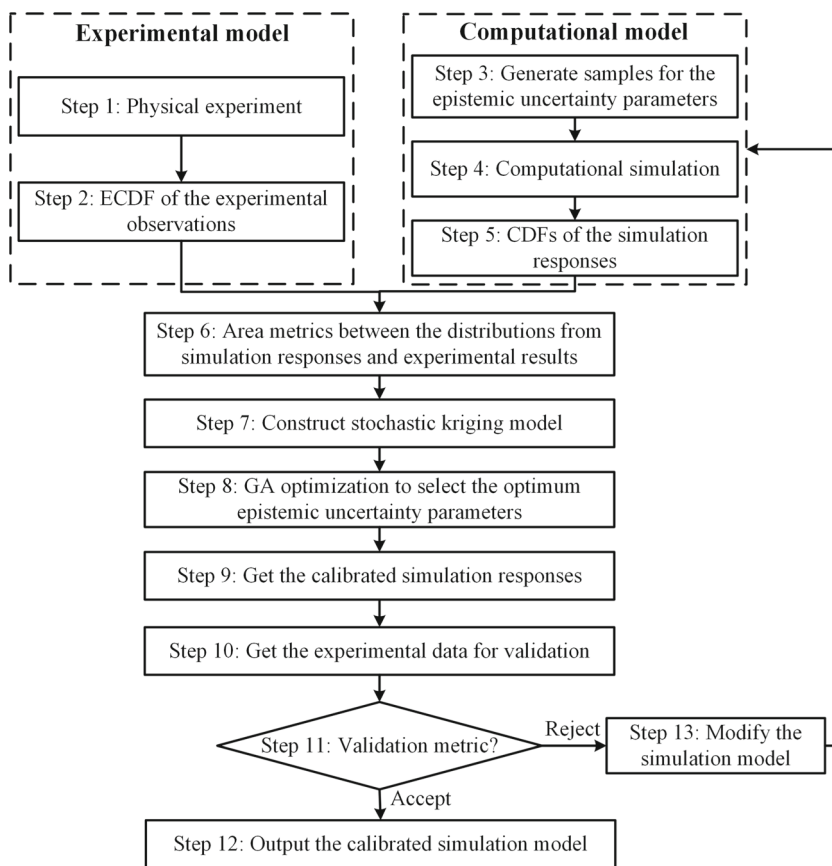 Experimental model
Step 1: Physical experiment
Step 2: ECDF of the experimental
observations
Computational model
Step 3: Generate samples for the
epistemic uncertainty parameters
Step 4: Computational simulation
Step 5: CDFs of the simulation
responses
Step 6: Area metrics between the distributions from
simulation responses and experimental results
Step 7: Construct stochastic kriging model
Step 8: GA optimization to select the optimum
epistemic uncertainty parameters
Step 9: Get the calibrated simulation responses
Step 10: Get the experimental data for validation
Step 11: Validation metric?
Reject
Step 13: Modify the
simulation model
Accept
Step 12: Output the calibrated simulation model